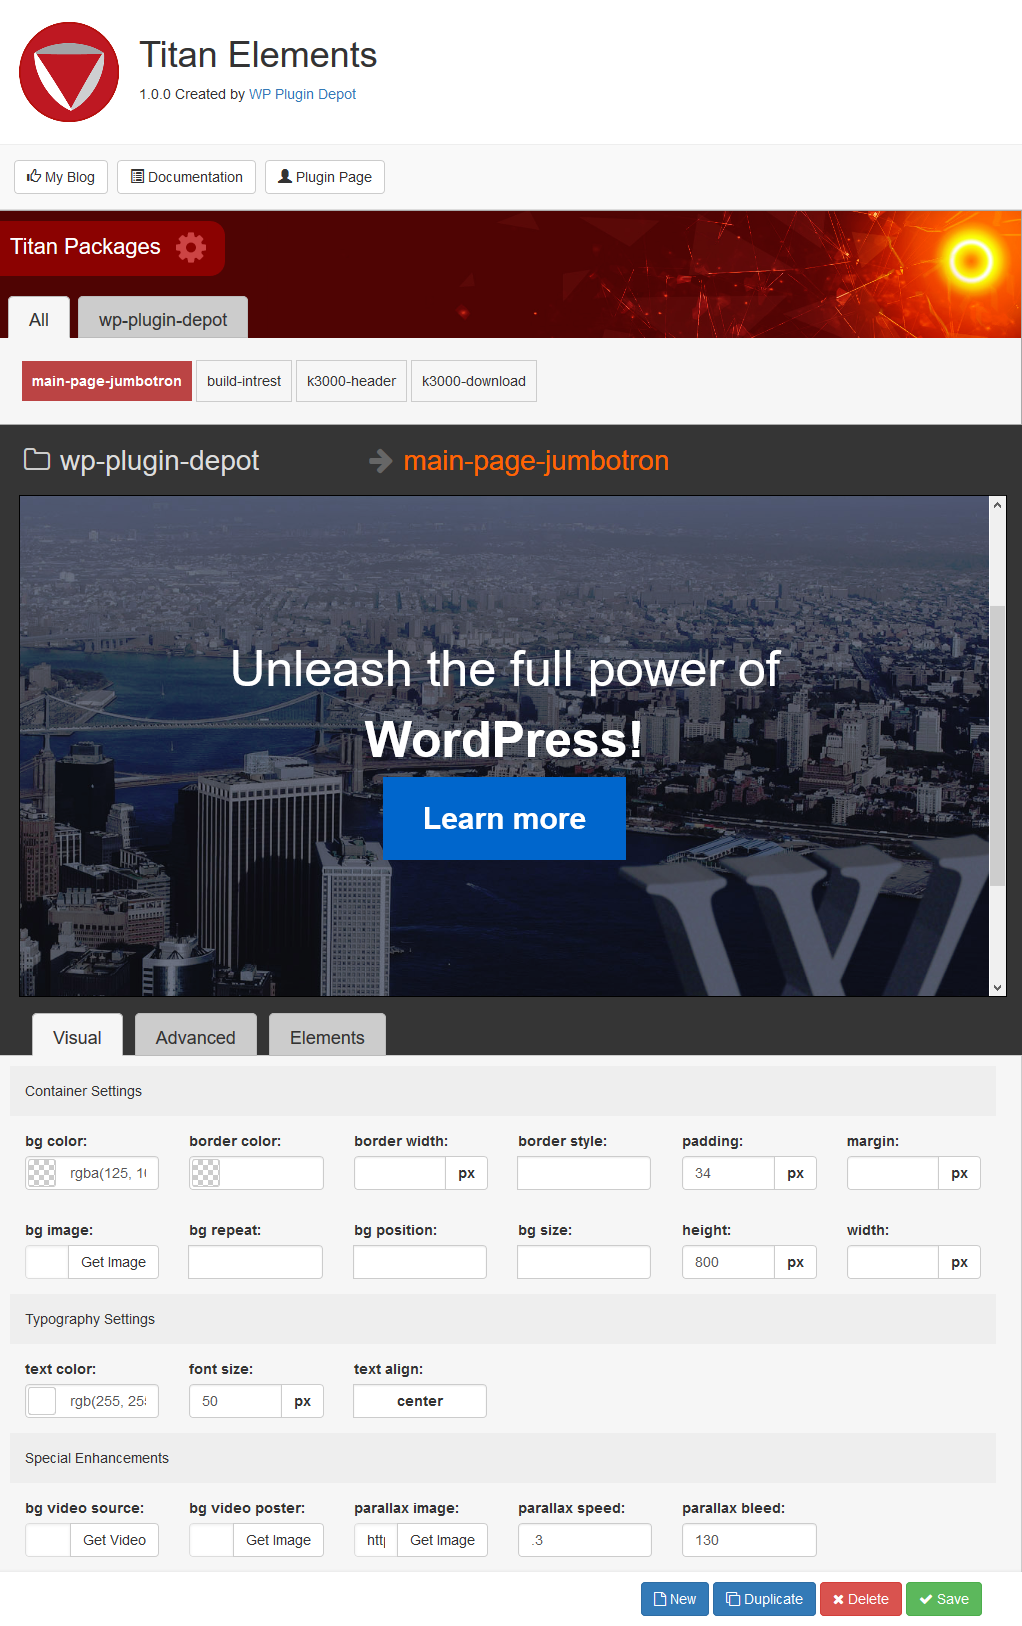 Titan Elements
1.0.0 Created by WP Plugin Depot
My Blog Documentation Plugin Page
Titan Packages
All wp-plugin-depot
main-page-jumbotron build-intrest k3000-header k3000-download
wp-plugin-depot main-page-jumbotron
Unleash the full power of
WordPress!
Learn more
Visual Advanced Elements
Container Settings
bg color: border color: border width: border style: padding: margin:
rgba(125, 1 px 34 px px
bg image: bg repeat: bg position: bg size: height: width:
Get Image 800 px px
Typography Settings
text color: font size: text align:
rgb(255, 25 50 px center
Special Enhancements
bg video source: bg video poster: parallax image: parallax speed: parallax bleed:
Get Video Get Image http Get Image .3 130
New Duplicate Delete Save